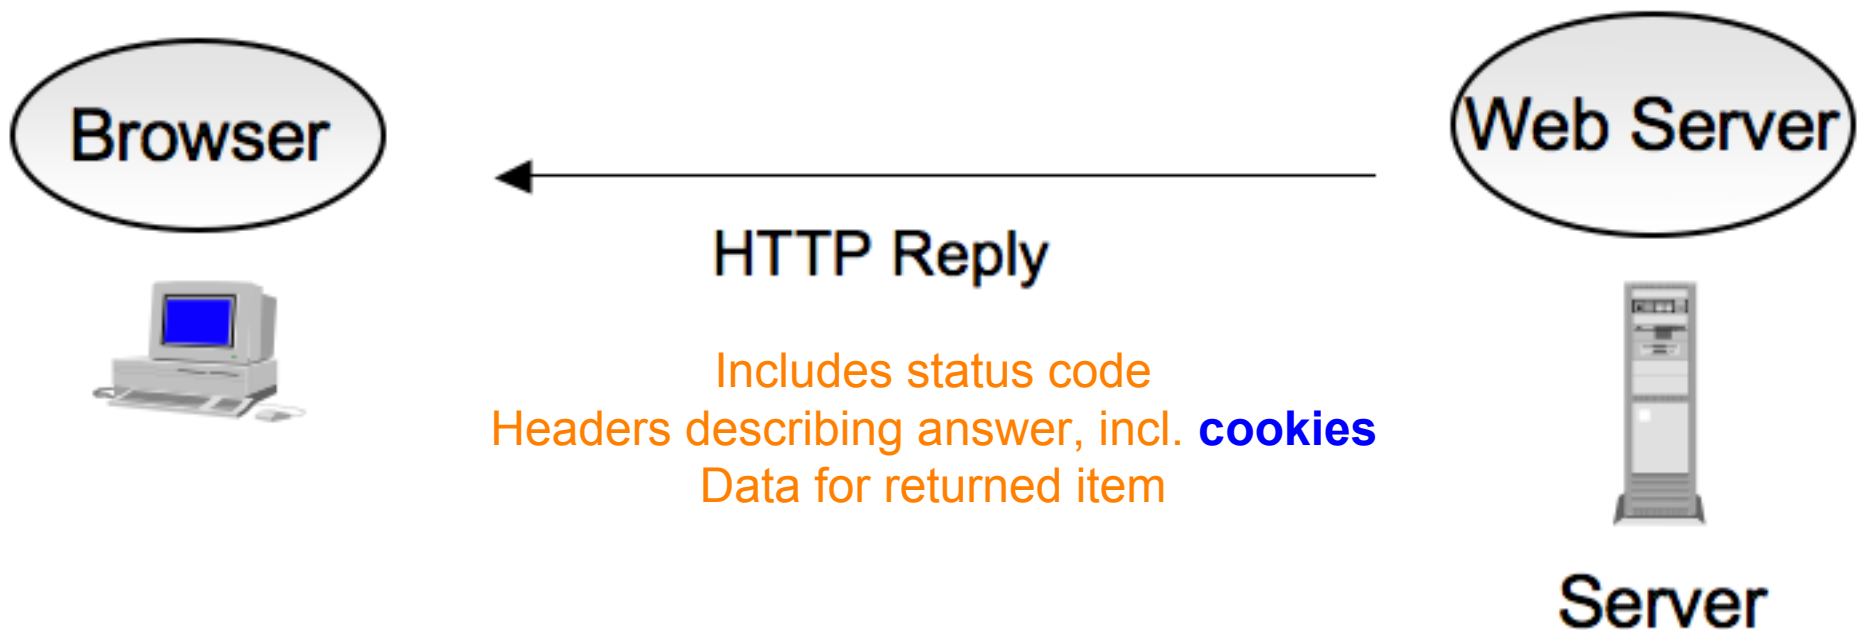 Browser
Web Server
HTTP Reply
Includes status code
Headers describing answer, incl. cookies
Data for returned item
Server